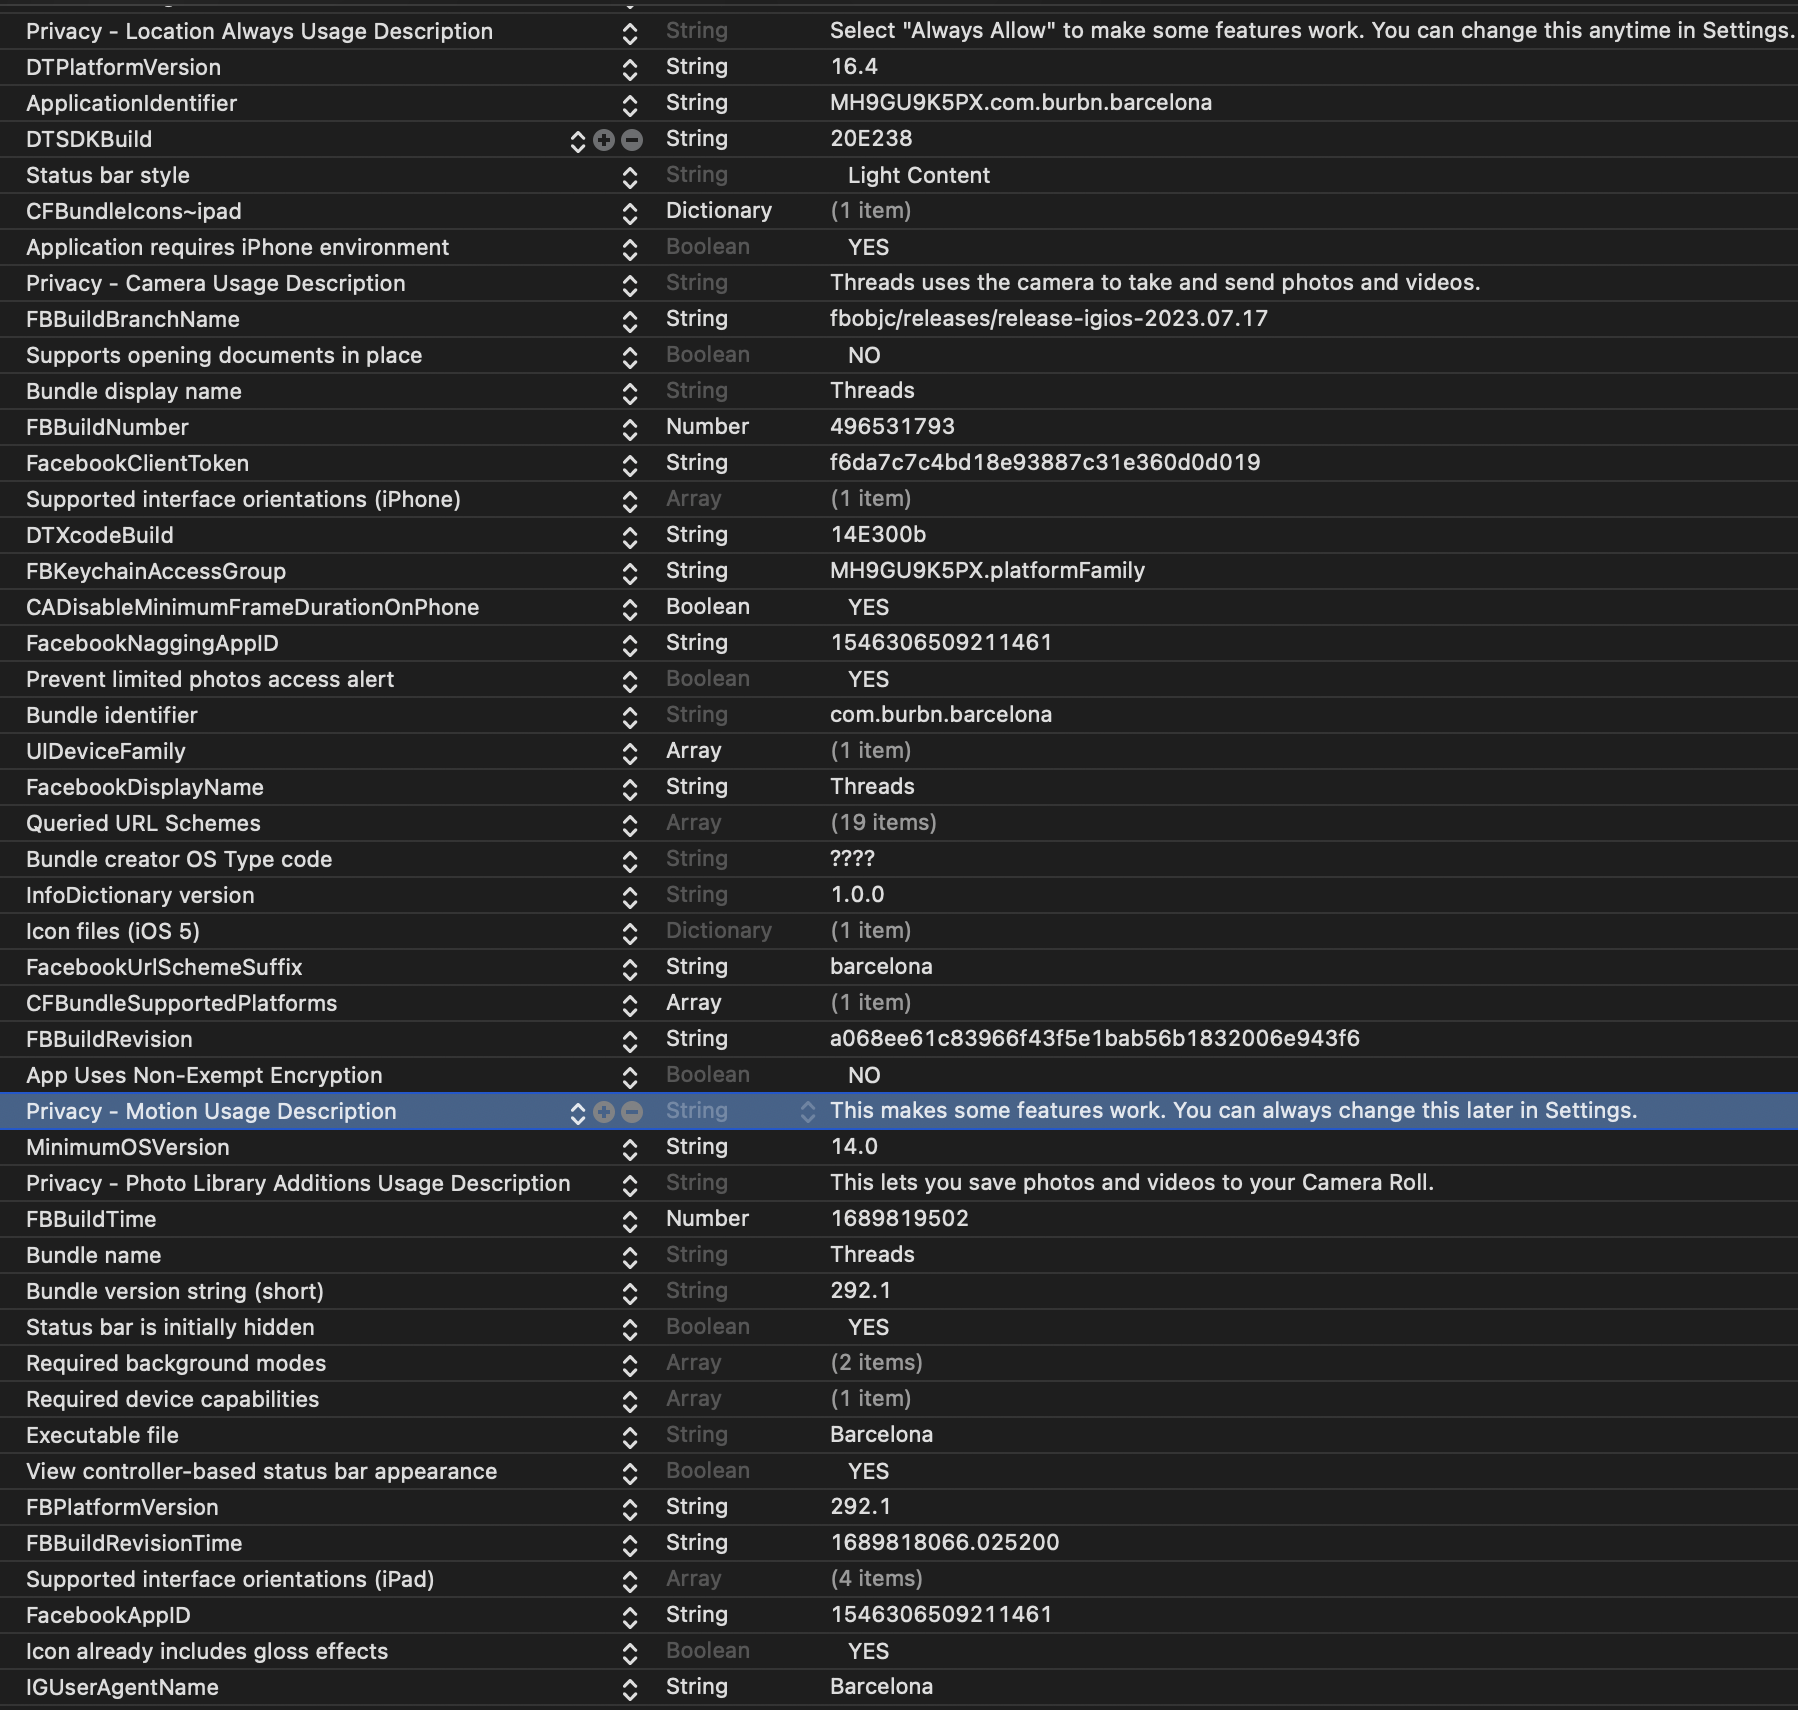 Privacy - Location Always Usage Description String Select "Always Allow" to make some features work. You can change this anytime in Settings.
DTPlatformVersion String 16.4
ApplicationIdentifier String MH9GU9K5PX.com.burbn.barcelona
DTSDKBuild String 20E238
Status bar style String Light Content
CFBundleIcons~ipad Dictionary (1 item)
Application requires iPhone environment Boolean YES
Privacy - Camera Usage Description String Threads uses the camera to take and send photos and videos.
FBBuildBranchName String fbobjc/releases/release-igios-2023.07.17
Supports opening documents in place Boolean NO
Bundle display name String Threads
FBBuildNumber Number 496531793
FacebookClientToken String f6da7c7c4bd18e93887c31e360d0d019
Supported interface orientations (iPhone) Array (1 item)
DTXcodeBuild String 14E300b
FBKeychainAccessGroup String MH9GU9K5PX.platformFamily
CADisableMinimumFrameDurationOnPhone Boolean YES
FacebookNaggingAppID String 1546306509211461
Prevent limited photos access alert Boolean YES
Bundle identifier String com.burbn.barcelona
UIDeviceFamily Array (1 item)
FacebookDisplayName String Threads
Queried URL Schemes Array (19 items)
Bundle creator OS Type code String ????
InfoDictionary version String 1.0.0
Icon files (iOS 5) Dictionary (1 item)
FacebookUrlSchemeSuffix String barcelona
CFBundleSupportedPlatforms Array (1 item)
FBBuildRevision String a068ee61c83966f43f5e1bab56b1832006e943f6
App Uses Non-Exempt Encryption Boolean NO
Privacy - Motion Usage Description String This makes some features work. You can always change this later in Settings.
MinimumOSVersion String 14.0
Privacy - Photo Library Additions Usage Description String This lets you save photos and videos to your Camera Roll.
FBBuildTime Number 1689819502
Bundle name String Threads
Bundle version string (short) String 292.1
Status bar is initially hidden Boolean YES
Required background modes Array (2 items)
Required device capabilities Array (1 item)
Executable file String Barcelona
View controller-based status bar appearance Boolean YES
FBPlatformVersion String 292.1
FBBuildRevisionTime String 1689818066.025200
Supported interface orientations (iPad) Array (4 items)
FacebookAppID String 1546306509211461
Icon already includes gloss effects Boolean YES
IGUserAgentName String Barcelona